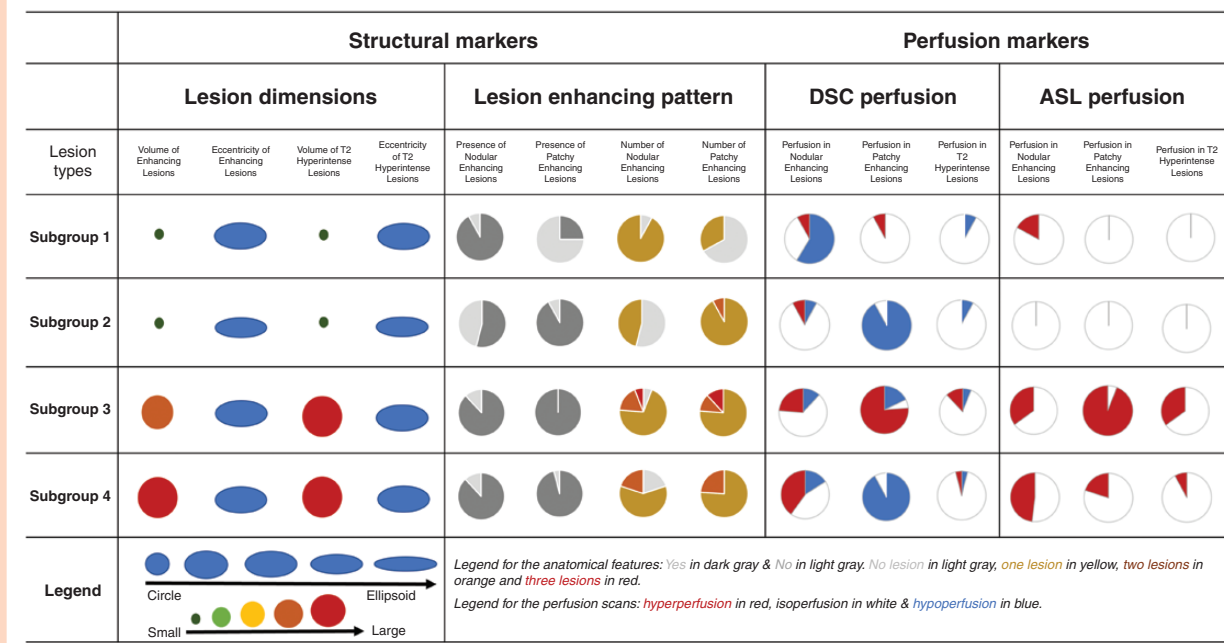 Structural markers
Perfusion markers
Lesion dimensions
Lesion enhancing pattern
DSC perfusion
ASL perfusion
Lesion
types
Volume of
Enhancing
Lesions
Eccentricity of
Enhancing
Lesions
Volume of T2
Hyperintense
Lesions
Eccentricity
of T2
Hyperintense
Lesions
Presence of
Nodular
Enhancing
Lesions
Presence of
Patchy
Enhancing
Lesions
Number of
Nodular
Enhancing
Lesions
Number of
Patchy
Enhancing
Lesions
Perfusion in
Nodular
Enhancing
Lesions
Perfusion in
Patchy
Enhancing
Lesions
Perfusion in
T2
Hyperintense
Lesions
Perfusion in
Nodular
Enhancing
Lesions
Perfusion in
Patchy
Enhancing
Lesions
Perfusion in T2
Hyperintense
Lesions
Subgroup 1
Subgroup 2
Subgroup 3
Subgroup 4
Legend
Circle
Ellipsoid
Small
Large
Legend for the anatomical features: Yes in dark gray & No in light gray. No lesion in light gray, one lesion in yellow, two lesions in
orange and three lesions in red.
Legend for the perfusion scans: hyperperfusion in red, isoperfusion in white & hypoperfusion in blue.